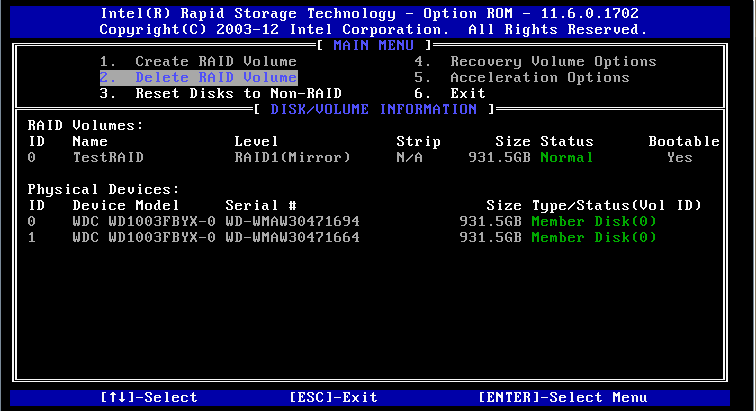 Intel(R) Rapid Storage Technology - Option ROM - 11.6.0.1702
Copyright(C) 2003-12 Intel Corporation.  All Rights Reserved.
[ MAIN MENU ]
1.  Create RAID Volume  4.  Recovery Volume Options
2.  Delete RAID Volume  5.  Acceleration Options
3.  Reset Disks to Non-RAID  6.  Exit
[ DISK/VOLUME INFORMATION ]
RAID Volumes:
ID  Name  Level  Strip  Size  Status  Bootable
0  TestRAID  RAID1(Mirror)  N/A  931.5GB  Normal  Yes
Physical Devices:
ID  Device Model  Serial #  Size  Type/Status(Vol ID)
0  WDC WD1003FBYX-0  WD-WMAW30471694  931.5GB  Member Disk(0)
1  WDC WD1003FBYX-0  WD-WMAW30471664  931.5GB  Member Disk(0)
[↑↓]-Select  [ESC]-Exit  [ENTER]-Select Menu